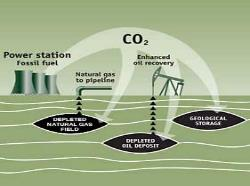 CO2
Power station
Fossil fuel
Natural gas
to pipeline
Enhanced
oil recovery
DEPLETED
NATURAL GAS
FIELD
DEPLETED
OIL DEPOSIT
GEOLOGICAL
STORAGE